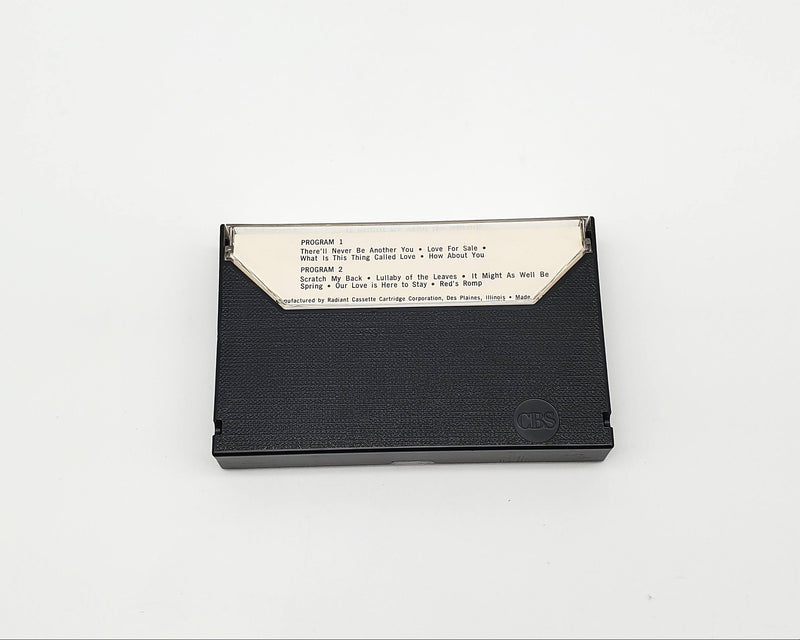 PROGRAM 1
There'll Never Be Another You • Love For Sale •
What Is This Thing Called Love • How About You
PROGRAM 2
Scratch My Back • Lullaby of the Leaves • It Might As Well Be
Spring • Our Love is Here to Stay • Red's Romp
ufactured by Radiant Cassette Cartridge Corporation, Des Plaines, Illinois • Made
CBS